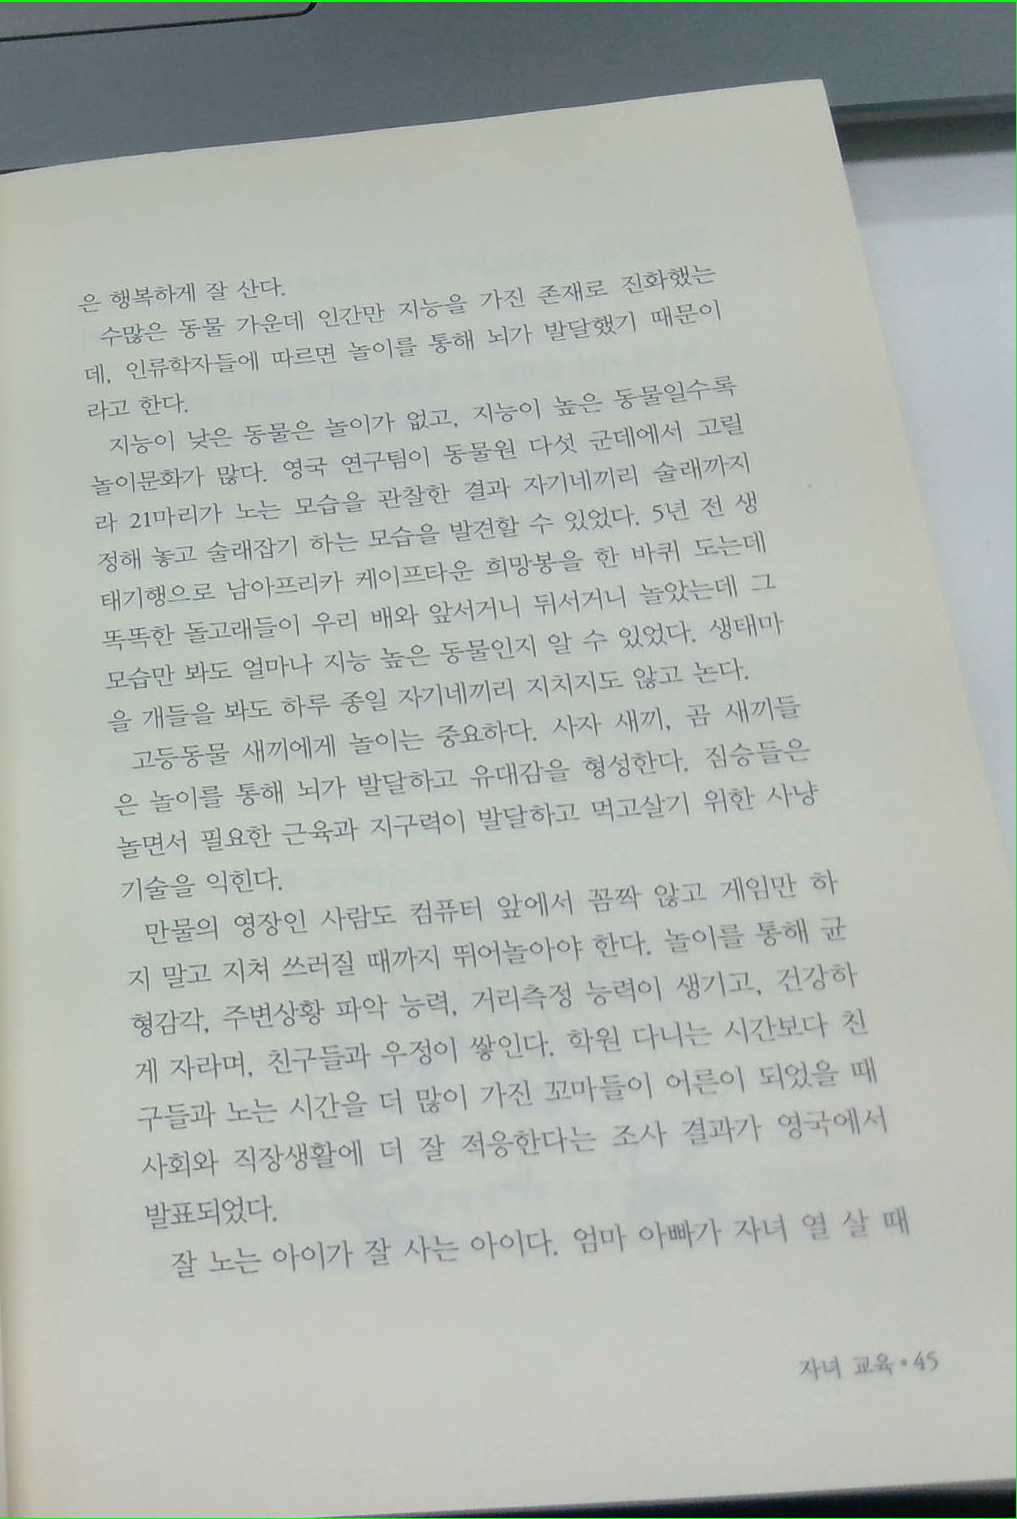 은 행복하게 잘 산다.
수많은 동물 가운데 인간만 지능을 가진 존재로 진화했는
데, 인류학자들에 따르면 놀이를 통해 뇌가 발달했기 때문이
라고 한다.
지능이 낮은 동물은 놀이가 없고, 지능이 높은 동물일수록
놀이문화가 많다. 영국 연구팀이 동물원 다섯 군데에서 고릴
라 21마리가 노는 모습을 관찰한 결과 자기네끼리 술래까지
정해 놓고 술래잡기 하는 모습을 발견할 수 있었다. 5년 전 생
태기행으로 남아프리카 케이프타운 희망봉을 한 바퀴 도는데
똑똑한 돌고래들이 우리 배와 앞서거니 뒤서거니 놀았는데 그
모습만 봐도 얼마나 지능 높은 동물인지 알 수 있었다. 생태마
을 개들을 봐도 하루 종일 자기네끼리 지치지도 않고 논다.
고등동물 새끼에게 놀이는 중요하다. 사자 새끼, 곰 새끼들
은 놀이를 통해 뇌가 발달하고 유대감을 형성한다. 짐승들은
놀면서 필요한 근육과 지구력이 발달하고 먹고살기 위한 사냥
기술을 익힌다.
만물의 영장인 사람도 컴퓨터 앞에서 꼼짝 않고 게임만 하
지 말고 지쳐 쓰러질 때까지 뛰어놀아야 한다. 놀이를 통해 균
형감각, 주변상황 파악 능력, 거리측정 능력이 생기고, 건강하
게 자라며, 친구들과 우정이 쌓인다. 학원 다니는 시간보다 친
구들과 노는 시간을 더 많이 가진 꼬마들이 어른이 되었을 때
사회와 직장생활에 더 잘 적응한다는 조사 결과가 영국에서
발표되었다.
잘 노는 아이가 잘 사는 아이다. 엄마 아빠가 자녀 열 살 때
자녀 교육 • 45